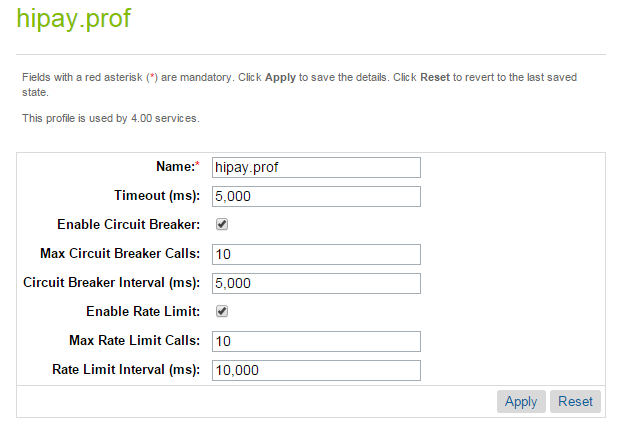 hipay.prof
Fields with a red asterisk (*) are mandatory. Click Apply to save the details. Click Reset to revert to the last saved
state.
This profile is used by 4.00 services.
Name:* hipay.prof
Timeout (ms): 5,000
Enable Circuit Breaker:
Max Circuit Breaker Calls: 10
Circuit Breaker Interval (ms): 5,000
Enable Rate Limit:
Max Rate Limit Calls: 10
Rate Limit Interval (ms): 10,000
Apply Reset